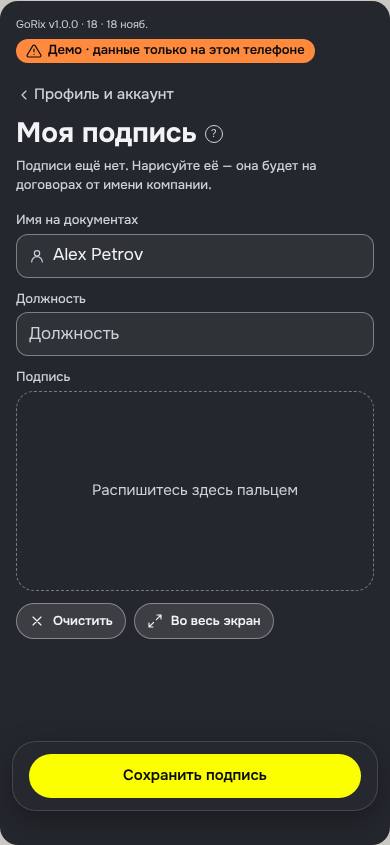 GoRix v1.0.0 · 18 · 18 нояб.
Демо · данные только на этом телефоне
Профиль и аккаунт
Моя подпись ?
Подписи ещё нет. Нарисуйте её — она будет на
договорах от имени компании.
Имя на документах
Alex Petrov
Должность
Должность
Подпись
Распишитесь здесь пальцем
Очистить
Во весь экран
Сохранить подпись